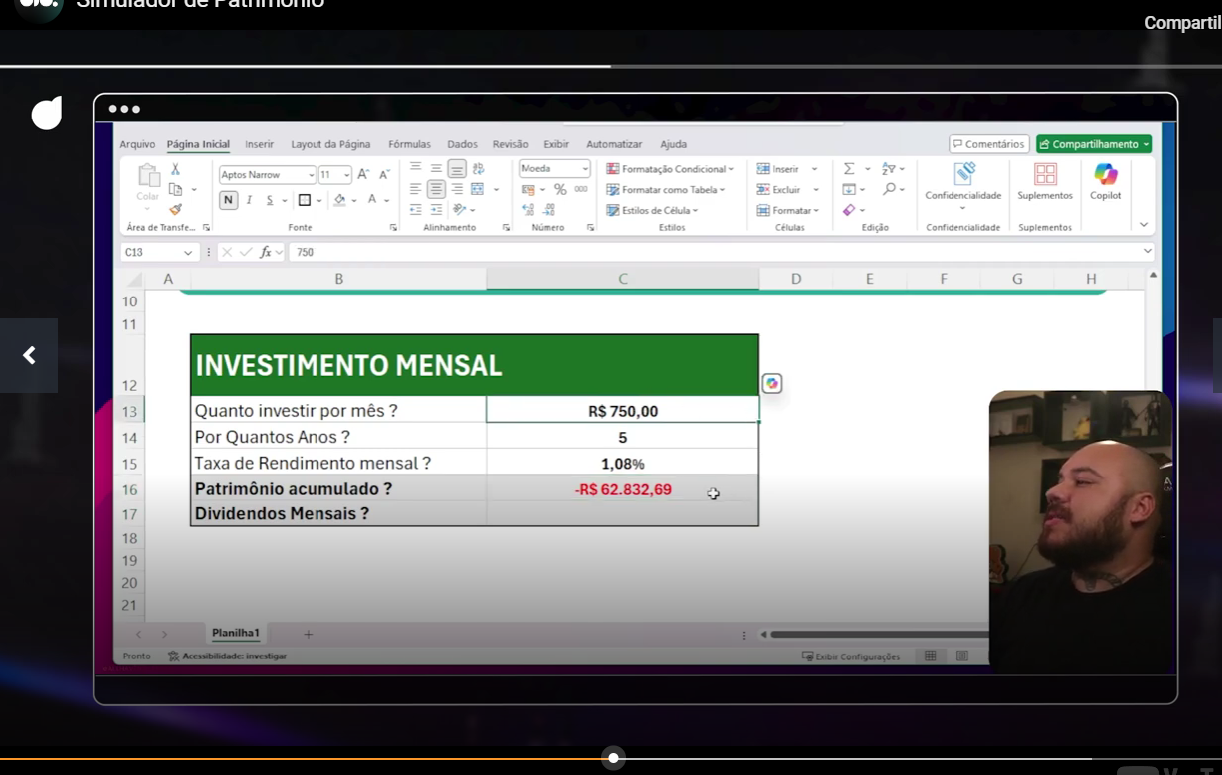 Simulador de Patrimônio
Compartil
Arquivo Página Inicial Inserir Layout da Página Fórmulas Dados Revisão Exibir Automatizar Ajuda
Comentários Compartilhamento
Colar
Aptos Narrow 11
N I S
Moeda
% 000
Formatação Condicional
Formatar como Tabela
Estilos de Célula
Inserir
Excluir
Formatar
Confidencialidade
Suplementos
Copilot
Área de Transfe... Fonte Alinhamento Número Estilos Células Edição Confidencialidade Suplementos
C13 fx 750
A B C D E F G H
10
11
12 INVESTIMENTO MENSAL
13 Quanto investir por mês ? R$ 750,00
14 Por Quantos Anos ? 5
15 Taxa de Rendimento mensal ? 1,08%
16 Patrimônio acumulado ? -R$ 62.832,69
17 Dividendos Mensais ?
18
19
20
21
Planilha1
Pronto Acessibilidade: investigar Exibir Configurações